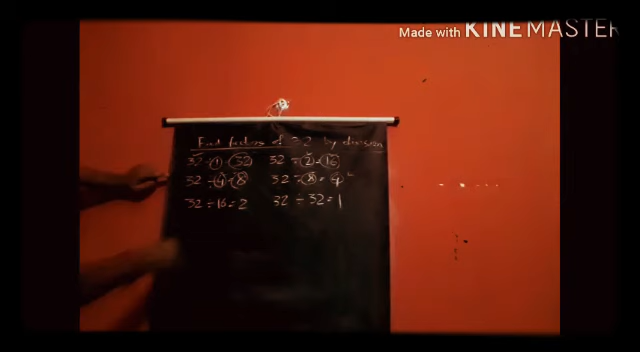 Made with KINEMASTER
Find factors of 32 by division
32 ÷ 1 = 32 32 ÷ 2 = 16
32 ÷ 4 = 8 32 ÷ 8 = 4
32 ÷ 16 = 2 32 ÷ 32 = 1